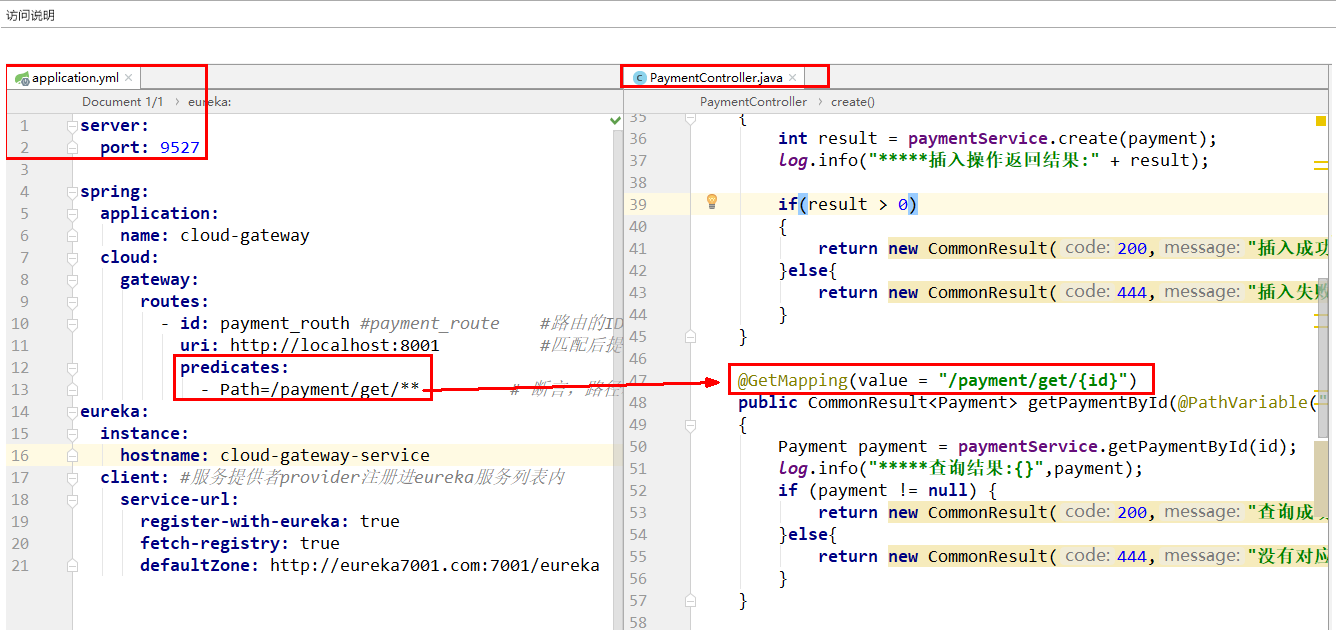 访问说明
application.yml
Document 1/1 › eureka:
1 server:
2 port: 9527
3
4 spring:
5 application:
6 name: cloud-gateway
7 cloud:
8 gateway:
9 routes:
10 - id: payment_routh #payment_route #路由的ID
11 uri: http://localhost:8001 #匹配后提
12 predicates:
13 - Path=/payment/get/** # 断言，路径
14 eureka:
15 instance:
16 hostname: cloud-gateway-service
17 client: #服务提供者provider注册进eureka服务列表内
18 service-url:
19 register-with-eureka: true
20 fetch-registry: true
21 defaultZone: http://eureka7001.com:7001/eureka
PaymentController.java
PaymentController › create()
35 {
36 int result = paymentService.create(payment);
37 log.info("*****插入操作返回结果:" + result);
38
39 if(result > 0)
40 {
41 return new CommonResult( code: 200, message: "插入成功
42 }else{
43 return new CommonResult( code: 444, message: "插入失败
44 }
45 }
46
47 @GetMapping(value = "/payment/get/{id}")
48 public CommonResult<Payment> getPaymentById(@PathVariable("
49 {
50 Payment payment = paymentService.getPaymentById(id);
51 log.info("*****查询结果:{}",payment);
52 if (payment != null) {
53 return new CommonResult( code: 200, message: "查询成功
54 }else{
55 return new CommonResult( code: 444, message: "没有对应
56 }
57 }
58